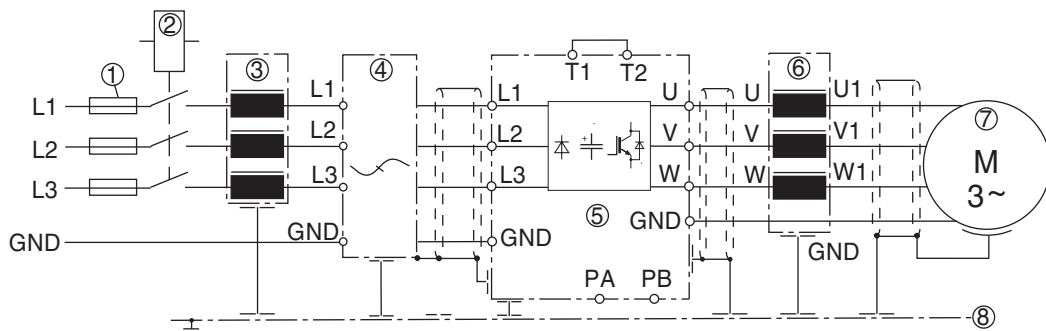 ②
① ③ ④ T1 T2 ⑥
L1 L1 L1 U U U1 ⑦
L2 L2 L2 V V V1 M
L3 L3 L3 W W W1 3~
⑤
GND GND GND GND GND
PA PB
⑧